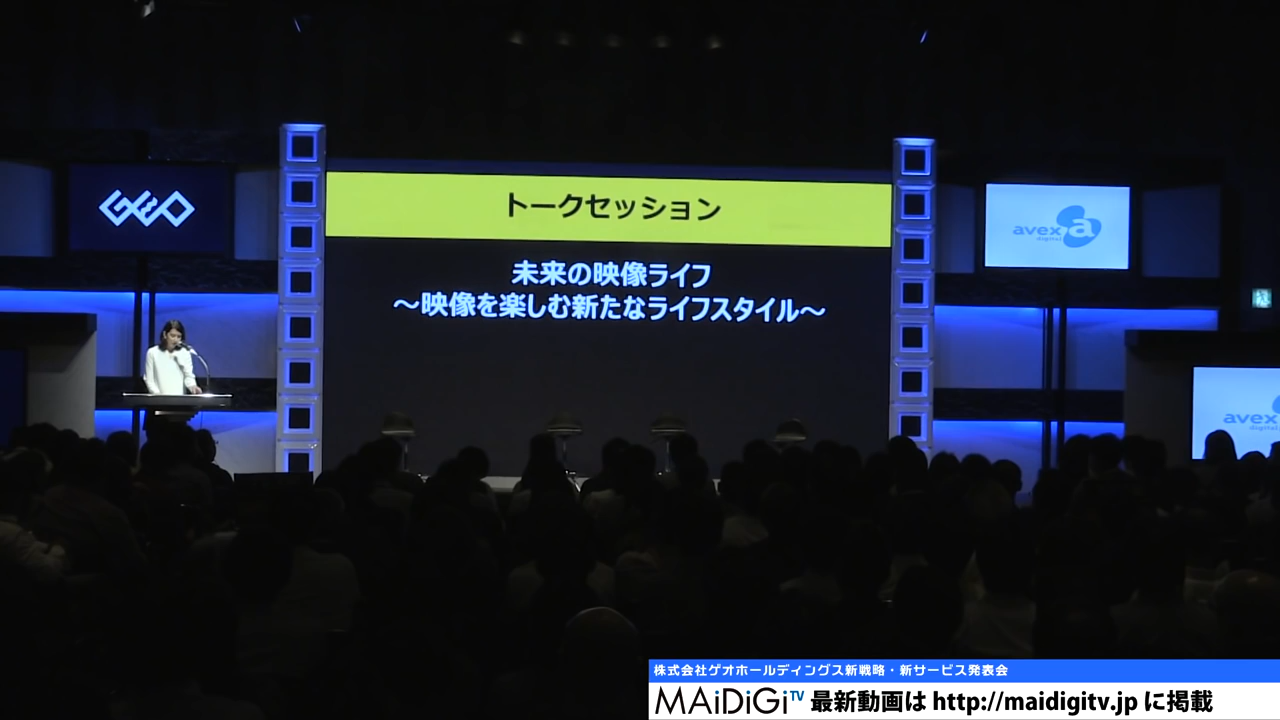 トークセッション
GEO
avex a
digital
未来の映像ライフ
～映像を楽しむ新たなライフスタイル～
avex
digital
株式会社ゲオホールディングス新戦略・新サービス発表会
MAiDiGiTV 最新動画は http://maidigitv.jp に掲載